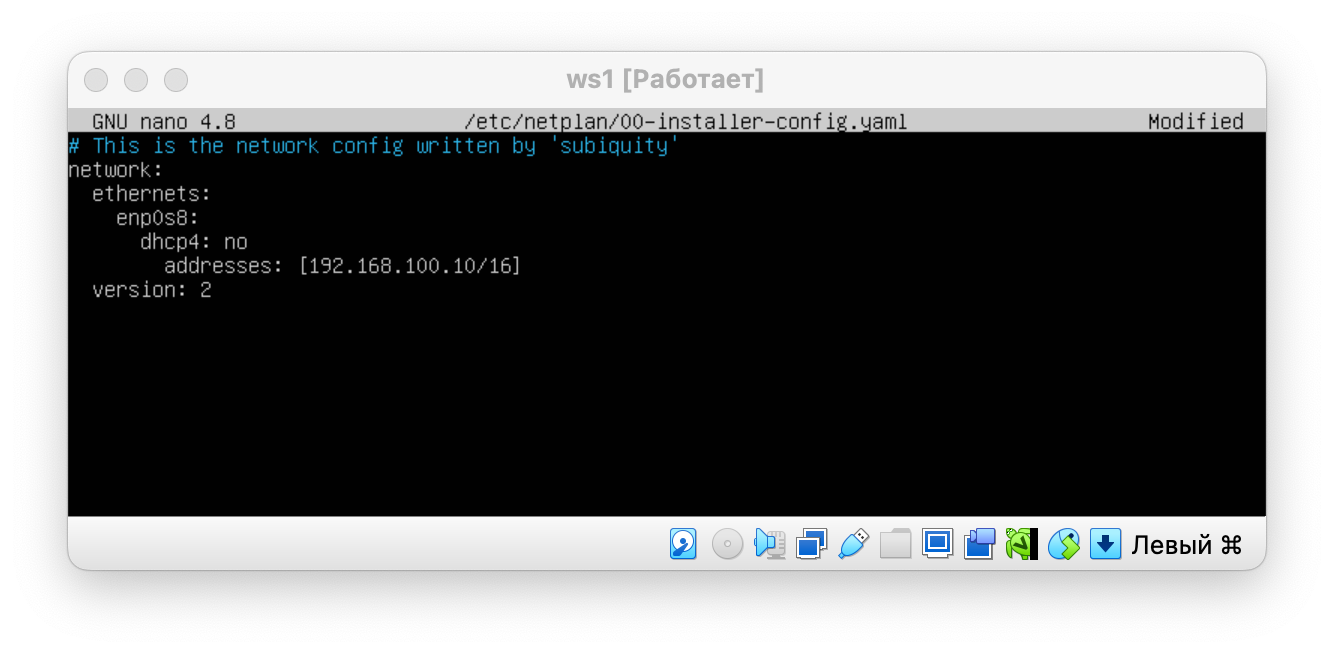 ws1 [Работает]
GNU nano 4.8 /etc/netplan/00-installer-config.yaml Modified
# This is the network config written by 'subiquity'
network:
  ethernets:
    enp0s8:
      dhcp4: no
        addresses: [192.168.100.10/16]
  version: 2
Левый ⌘